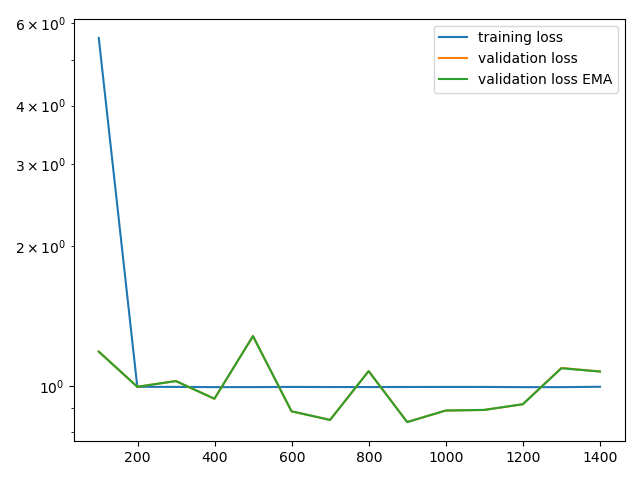 training loss
validation loss
validation loss EMA
6 × 10⁰
4 × 10⁰
3 × 10⁰
2 × 10⁰
10⁰
200 400 600 800 1000 1200 1400